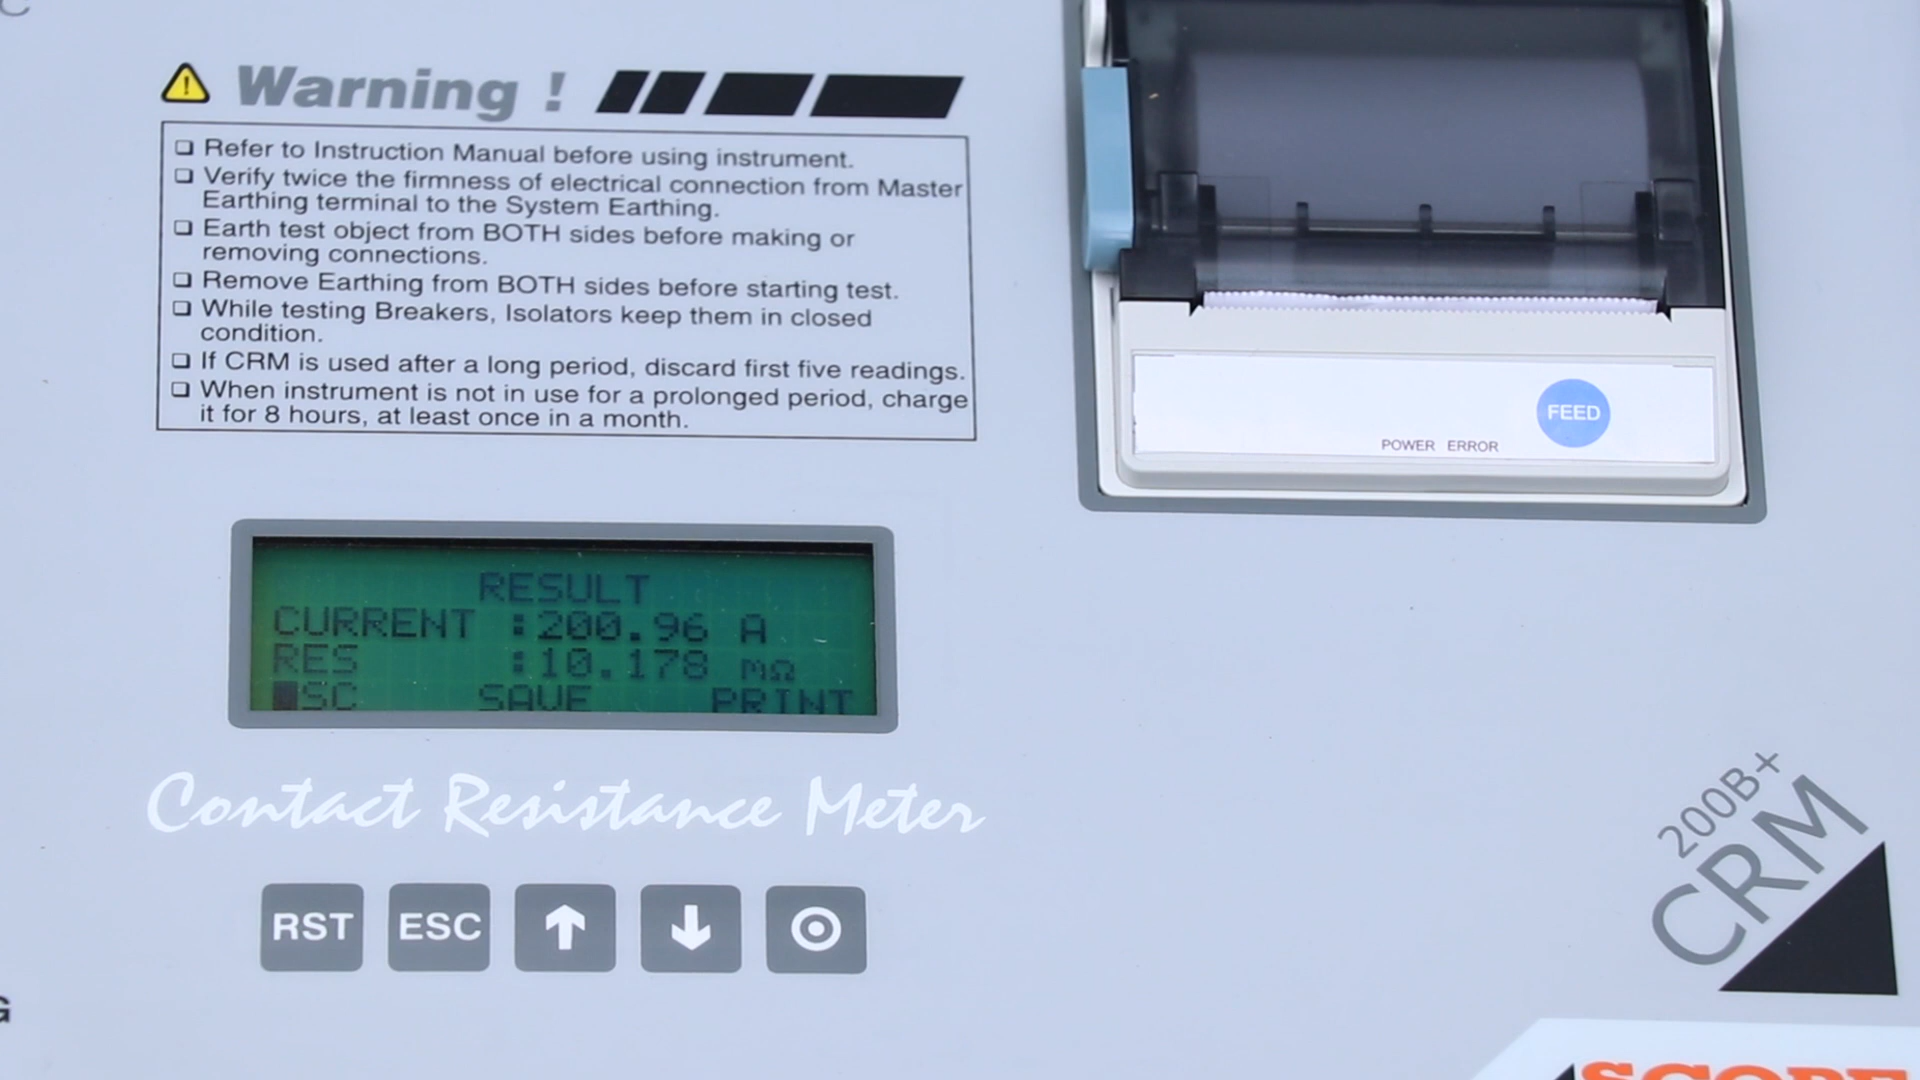 Warning !
❑ Refer to Instruction Manual before using instrument.
❑ Verify twice the firmness of electrical connection from Master
Earthing terminal to the System Earthing.
❑ Earth test object from BOTH sides before making or
removing connections.
❑ Remove Earthing from BOTH sides before starting test.
❑ While testing Breakers, Isolators keep them in closed
condition.
❑ If CRM is used after a long period, discard first five readings.
❑ When instrument is not in use for a prolonged period, charge
it for 8 hours, at least once in a month.
FEED
POWER ERROR
RESULT
CURRENT :200.96 A
RES :10.178 mΩ
SC SAVE PRINT
Contact Resistance Meter
RST ESC
200B+
CRM
SCOPE